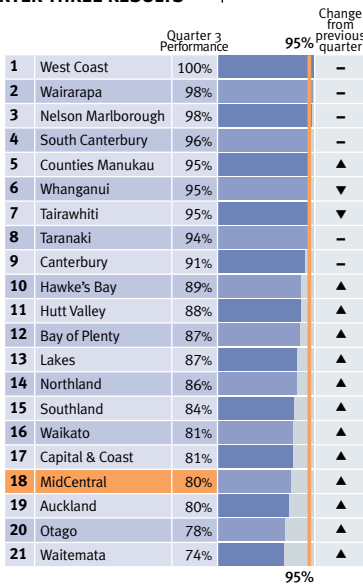 Change
from
previous
quarter
Quarter 3
Performance
95%
1 West Coast 100% –
2 Wairarapa 98% –
3 Nelson Marlborough 98% –
4 South Canterbury 96% –
5 Counties Manukau 95% ▲
6 Whanganui 95% ▼
7 Tairawhiti 95% ▼
8 Taranaki 94% –
9 Canterbury 91% –
10 Hawke's Bay 89% ▲
11 Hutt Valley 88% ▲
12 Bay of Plenty 87% ▲
13 Lakes 87% ▲
14 Northland 86% ▲
15 Southland 84% ▲
16 Waikato 81% ▲
17 Capital & Coast 81% ▲
18 MidCentral 80% ▲
19 Auckland 80% ▲
20 Otago 78% ▲
21 Waitemata 74% ▲
95%